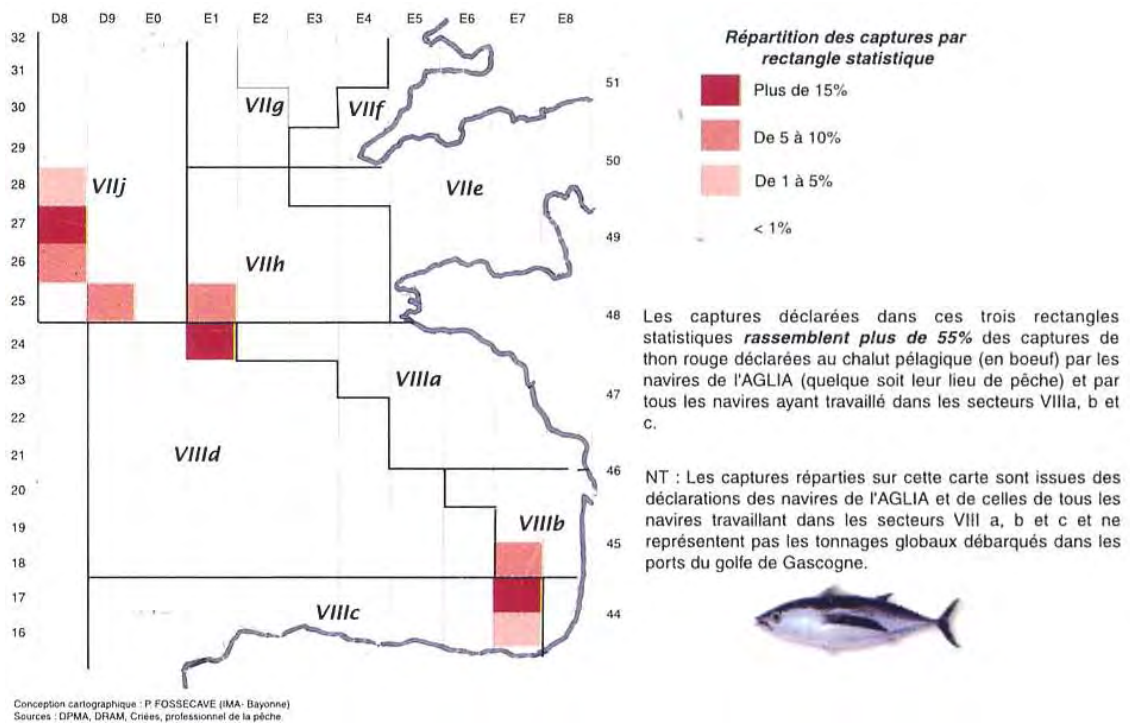 D8 D9 E0 E1 E2 E3 E4 E5 E6 E7 E8
32
31
30
29
28
27
26
25
24
23
22
21
20
19
18
17
16
51
50
49
48
47
46
45
44
VIIg
VIIf
VIIj
VIIe
VIIh
VIIIa
VIIId
VIIIb
VIIIc
Répartition des captures par
rectangle statistique
Plus de 15%
De 5 à 10%
De 1 à 5%
< 1%
Les captures déclarées dans ces trois rectangles
statistiques rassemblent plus de 55% des captures de
thon rouge déclarées au chalut pélagique (en boeuf) par les
navires de l'AGLIA (quelque soit leur lieu de pêche) et par
tous les navires ayant travaillé dans les secteurs VIIIa, b et
c.
NT : Les captures réparties sur cette carte sont issues des
déclarations des navires de l'AGLIA et de celles de tous les
navires travaillant dans les secteurs VIII a, b et c et ne
représentent pas les tonnages globaux débarqués dans les
ports du golfe de Gascogne.
Conception cartographique : P. FOSSECAVE (IMA- Bayonne)
Sources : DPMA, DRAM, Criées, professionnel de la pêche